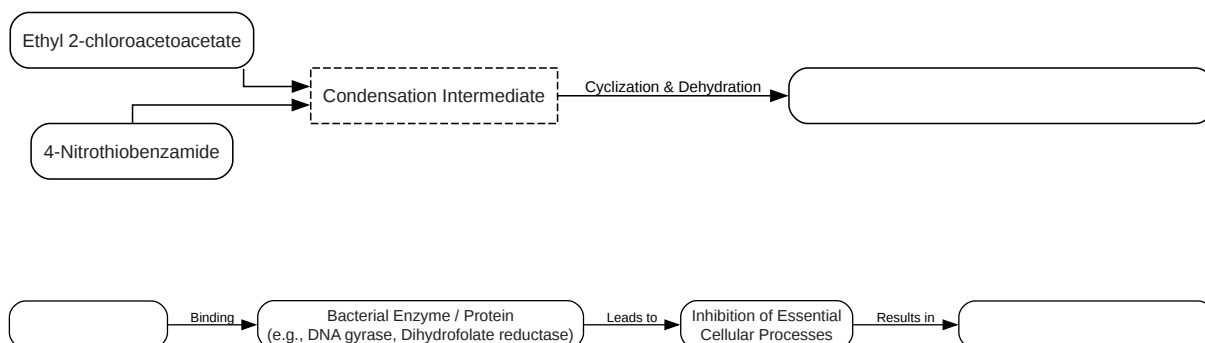 Ethyl 2-chloroacetoacetate
Condensation Intermediate
Cyclization & Dehydration
4-Nitrothiobenzamide
Binding
Bacterial Enzyme / Protein
(e.g., DNA gyrase, Dihydrofolate reductase)
Leads to
Inhibition of Essential
Cellular Processes
Results in